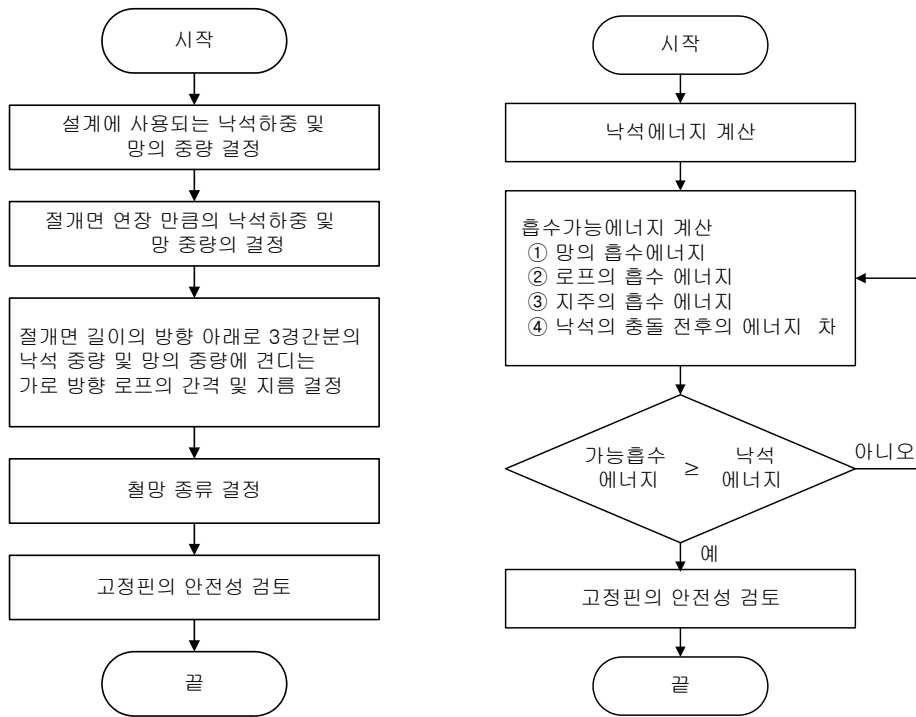 시작
설계에 사용되는 낙석하중 및
망의 중량 결정
절개면 연장 만큼의 낙석하중 및
망 중량의 결정
절개면 길이의 방향 아래로 3경간분의
낙석 중량 및 망의 중량에 견디는
가로 방향 로프의 간격 및 지름 결정
철망 종류 결정
고정핀의 안전성 검토
끝
시작
낙석에너지 계산
흡수가능에너지 계산
① 망의 흡수에너지
② 로프의 흡수 에너지
③ 지주의 흡수 에너지
④ 낙석의 충돌 전후의 에너지 차
가능흡수 ≥ 낙석
에너지 에너지
아니오
예
고정핀의 안전성 검토
끝